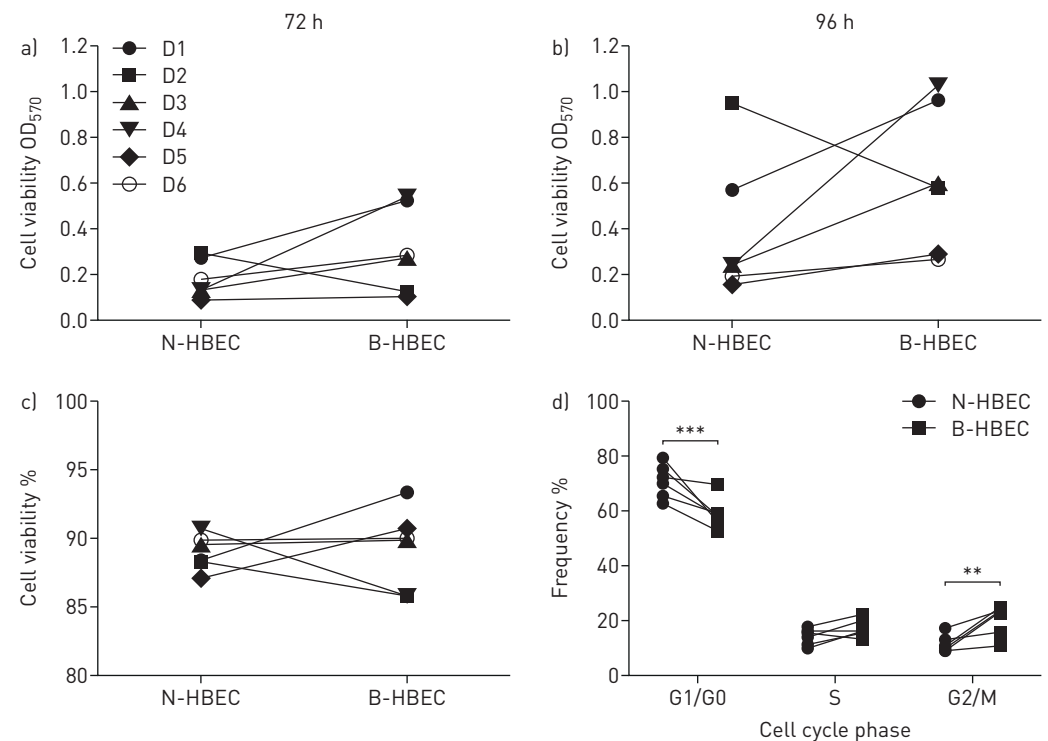 72 h
96 h
a)
1.2
1.0
0.8
0.6
0.4
0.2
0.0
Cell viability OD570
D1
D2
D3
D4
D5
D6
N-HBEC
B-HBEC
b)
1.2
1.0
0.8
0.6
0.4
0.2
0.0
Cell viability OD570
N-HBEC
B-HBEC
c)
100
95
90
85
80
Cell viability %
N-HBEC
B-HBEC
d)
100
80
60
40
20
0
Frequency %
N-HBEC
B-HBEC
***
**
G1/G0
S
G2/M
Cell cycle phase